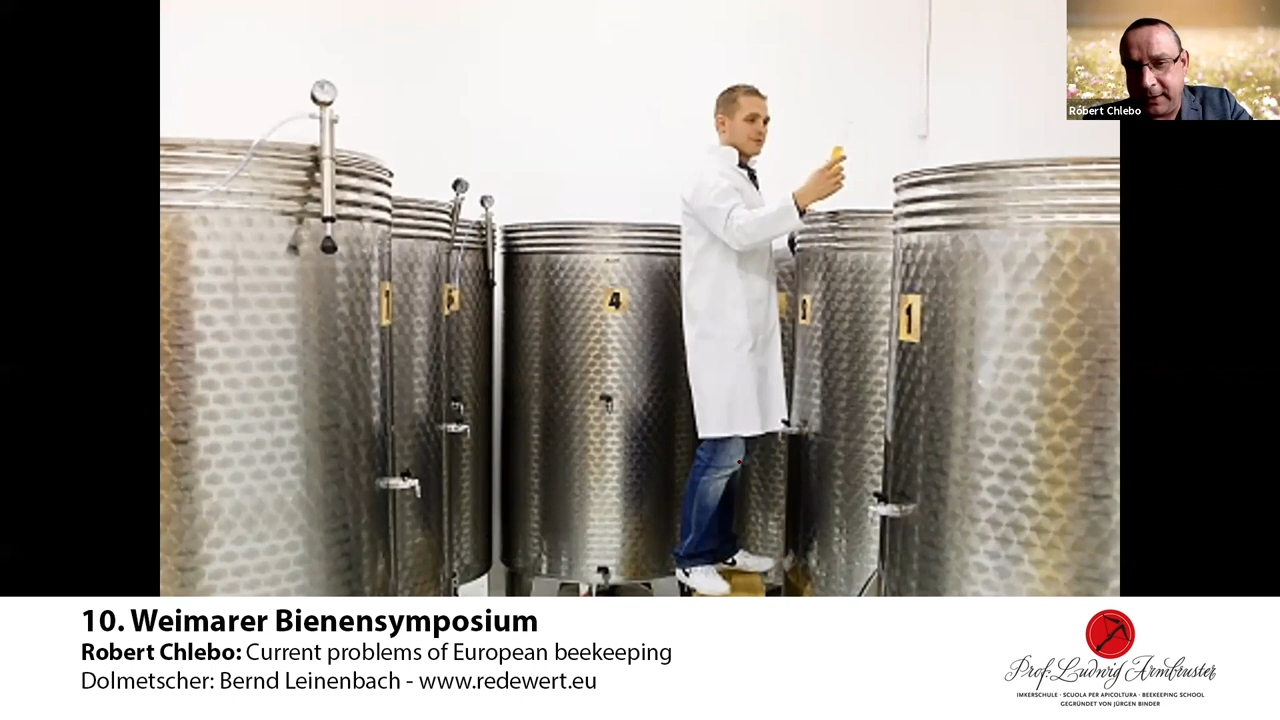 Róbert Chlebo
1
4
1
10. Weimarer Bienensymposium
Robert Chlebo: Current problems of European beekeeping
Dolmetscher: Bernd Leinenbach - www.redewert.eu
Prof. Ludwig Armbruster
IMKERSCHULE · SCUOLA PER APICOLTURA · BEEKEEPING SCHOOL
GEGRÜNDET VON JÜRGEN BINDER